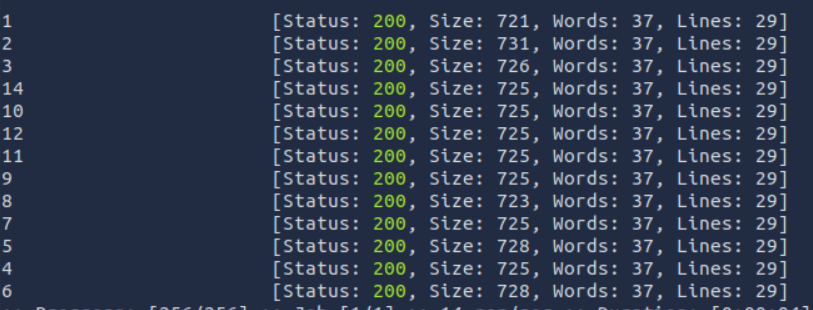 1 [Status: 200, Size: 721, Words: 37, Lines: 29]
2 [Status: 200, Size: 731, Words: 37, Lines: 29]
3 [Status: 200, Size: 726, Words: 37, Lines: 29]
14 [Status: 200, Size: 725, Words: 37, Lines: 29]
10 [Status: 200, Size: 725, Words: 37, Lines: 29]
12 [Status: 200, Size: 725, Words: 37, Lines: 29]
11 [Status: 200, Size: 725, Words: 37, Lines: 29]
9 [Status: 200, Size: 725, Words: 37, Lines: 29]
8 [Status: 200, Size: 723, Words: 37, Lines: 29]
7 [Status: 200, Size: 725, Words: 37, Lines: 29]
5 [Status: 200, Size: 728, Words: 37, Lines: 29]
4 [Status: 200, Size: 725, Words: 37, Lines: 29]
6 [Status: 200, Size: 728, Words: 37, Lines: 29]